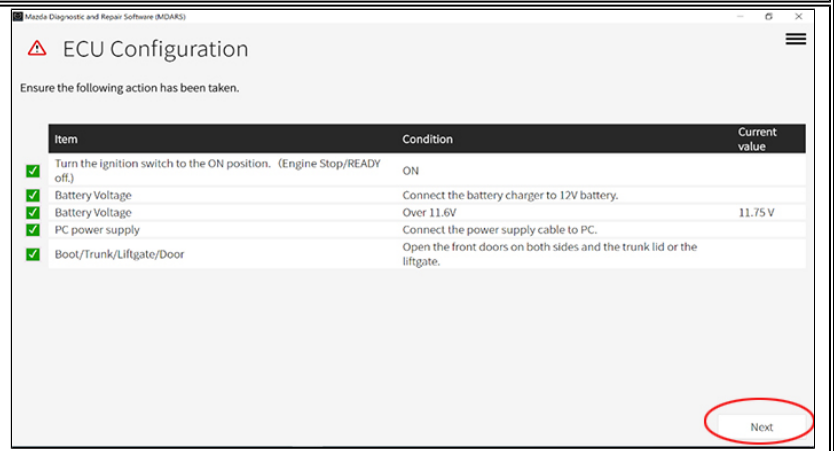 Mazda Diagnostic and Repair Software (MDARS)
ECU Configuration
Ensure the following action has been taken.
Item Condition Current
value
Turn the ignition switch to the ON position. (Engine Stop/READY
off.) ON
Battery Voltage Connect the battery charger to 12V battery.
Battery Voltage Over 11.6V 11.75 V
PC power supply Connect the power supply cable to PC.
Boot/Trunk/Liftgate/Door Open the front doors on both sides and the trunk lid or the
liftgate.
Next